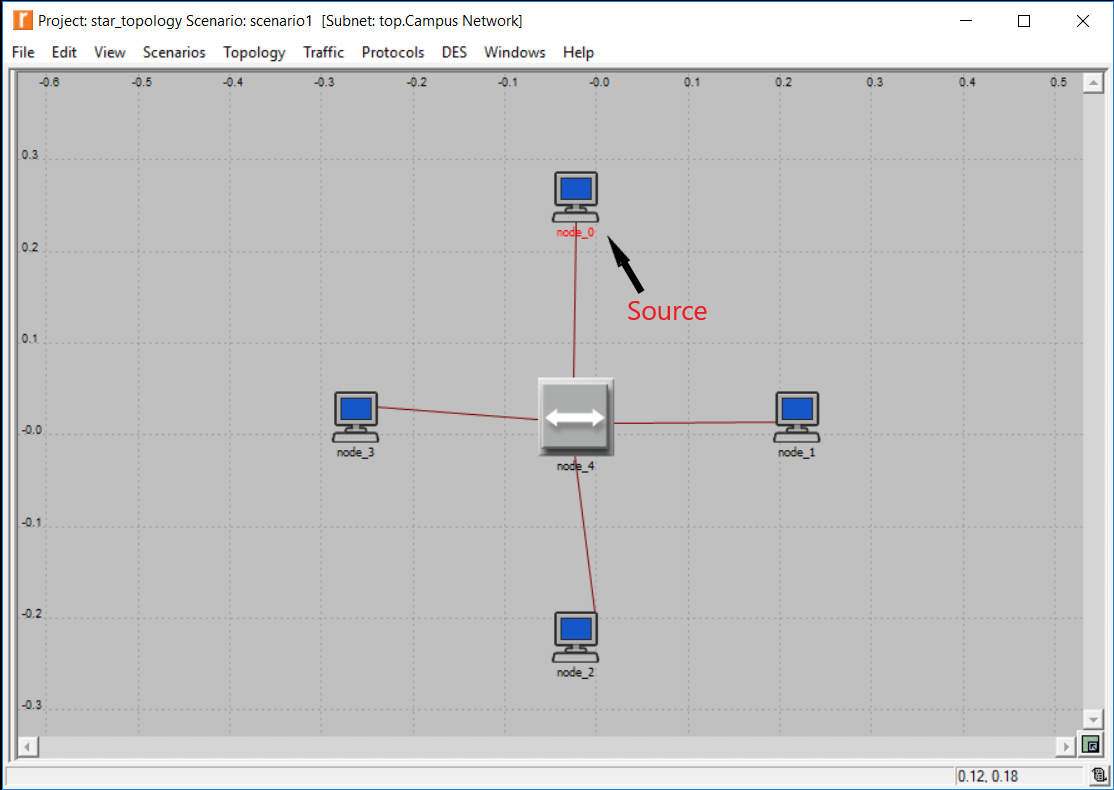 Project: star_topology Scenario: scenario1 [Subnet: top.Campus Network]
File Edit View Scenarios Topology Traffic Protocols DES Windows Help
-0.6 -0.5 -0.4 -0.3 -0.2 -0.1 -0.0 0.1 0.2 0.3 0.4 0.5
0.3
node_0
0.2
Source
0.1
-0.0
node_3
node_1
node_4
-0.1
-0.2
node_2
-0.3
0.12, 0.18